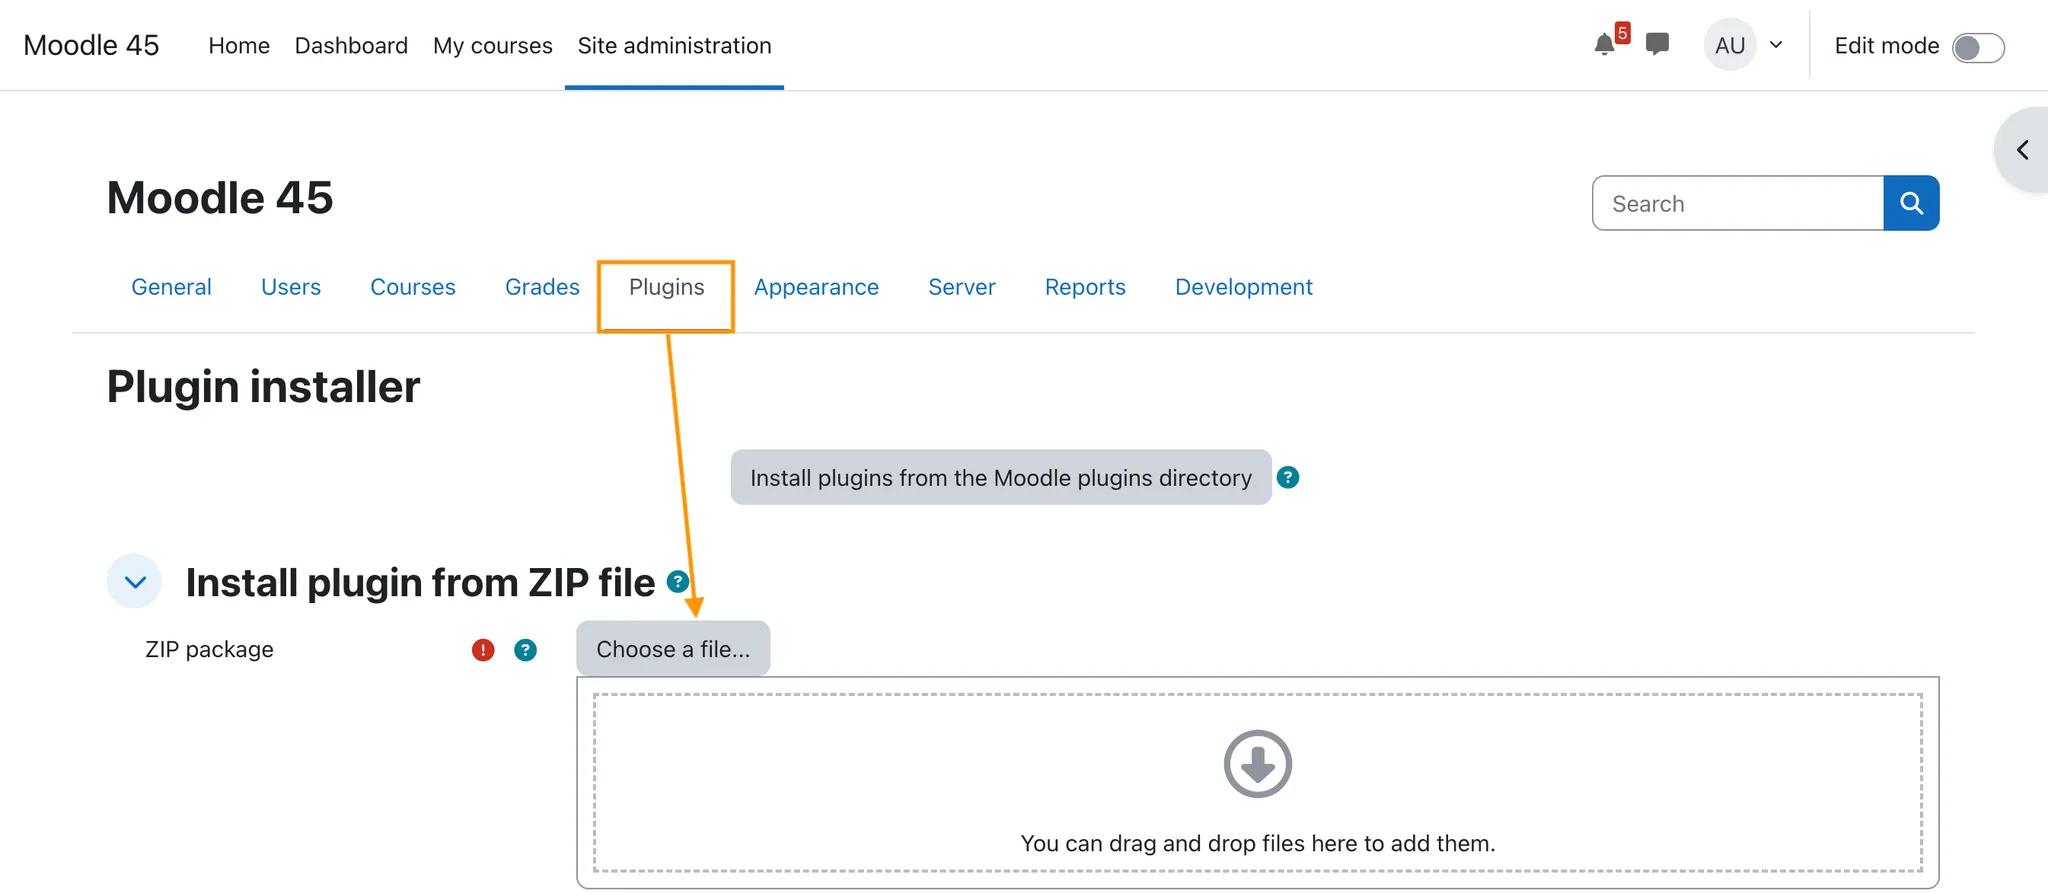 Moodle 45 Home Dashboard My courses Site administration 5 AU Edit mode
Moodle 45
Search
General Users Courses Grades Plugins Appearance Server Reports Development
Plugin installer
Install plugins from the Moodle plugins directory ?
Install plugin from ZIP file ?
ZIP package ! ? Choose a file...
You can drag and drop files here to add them.